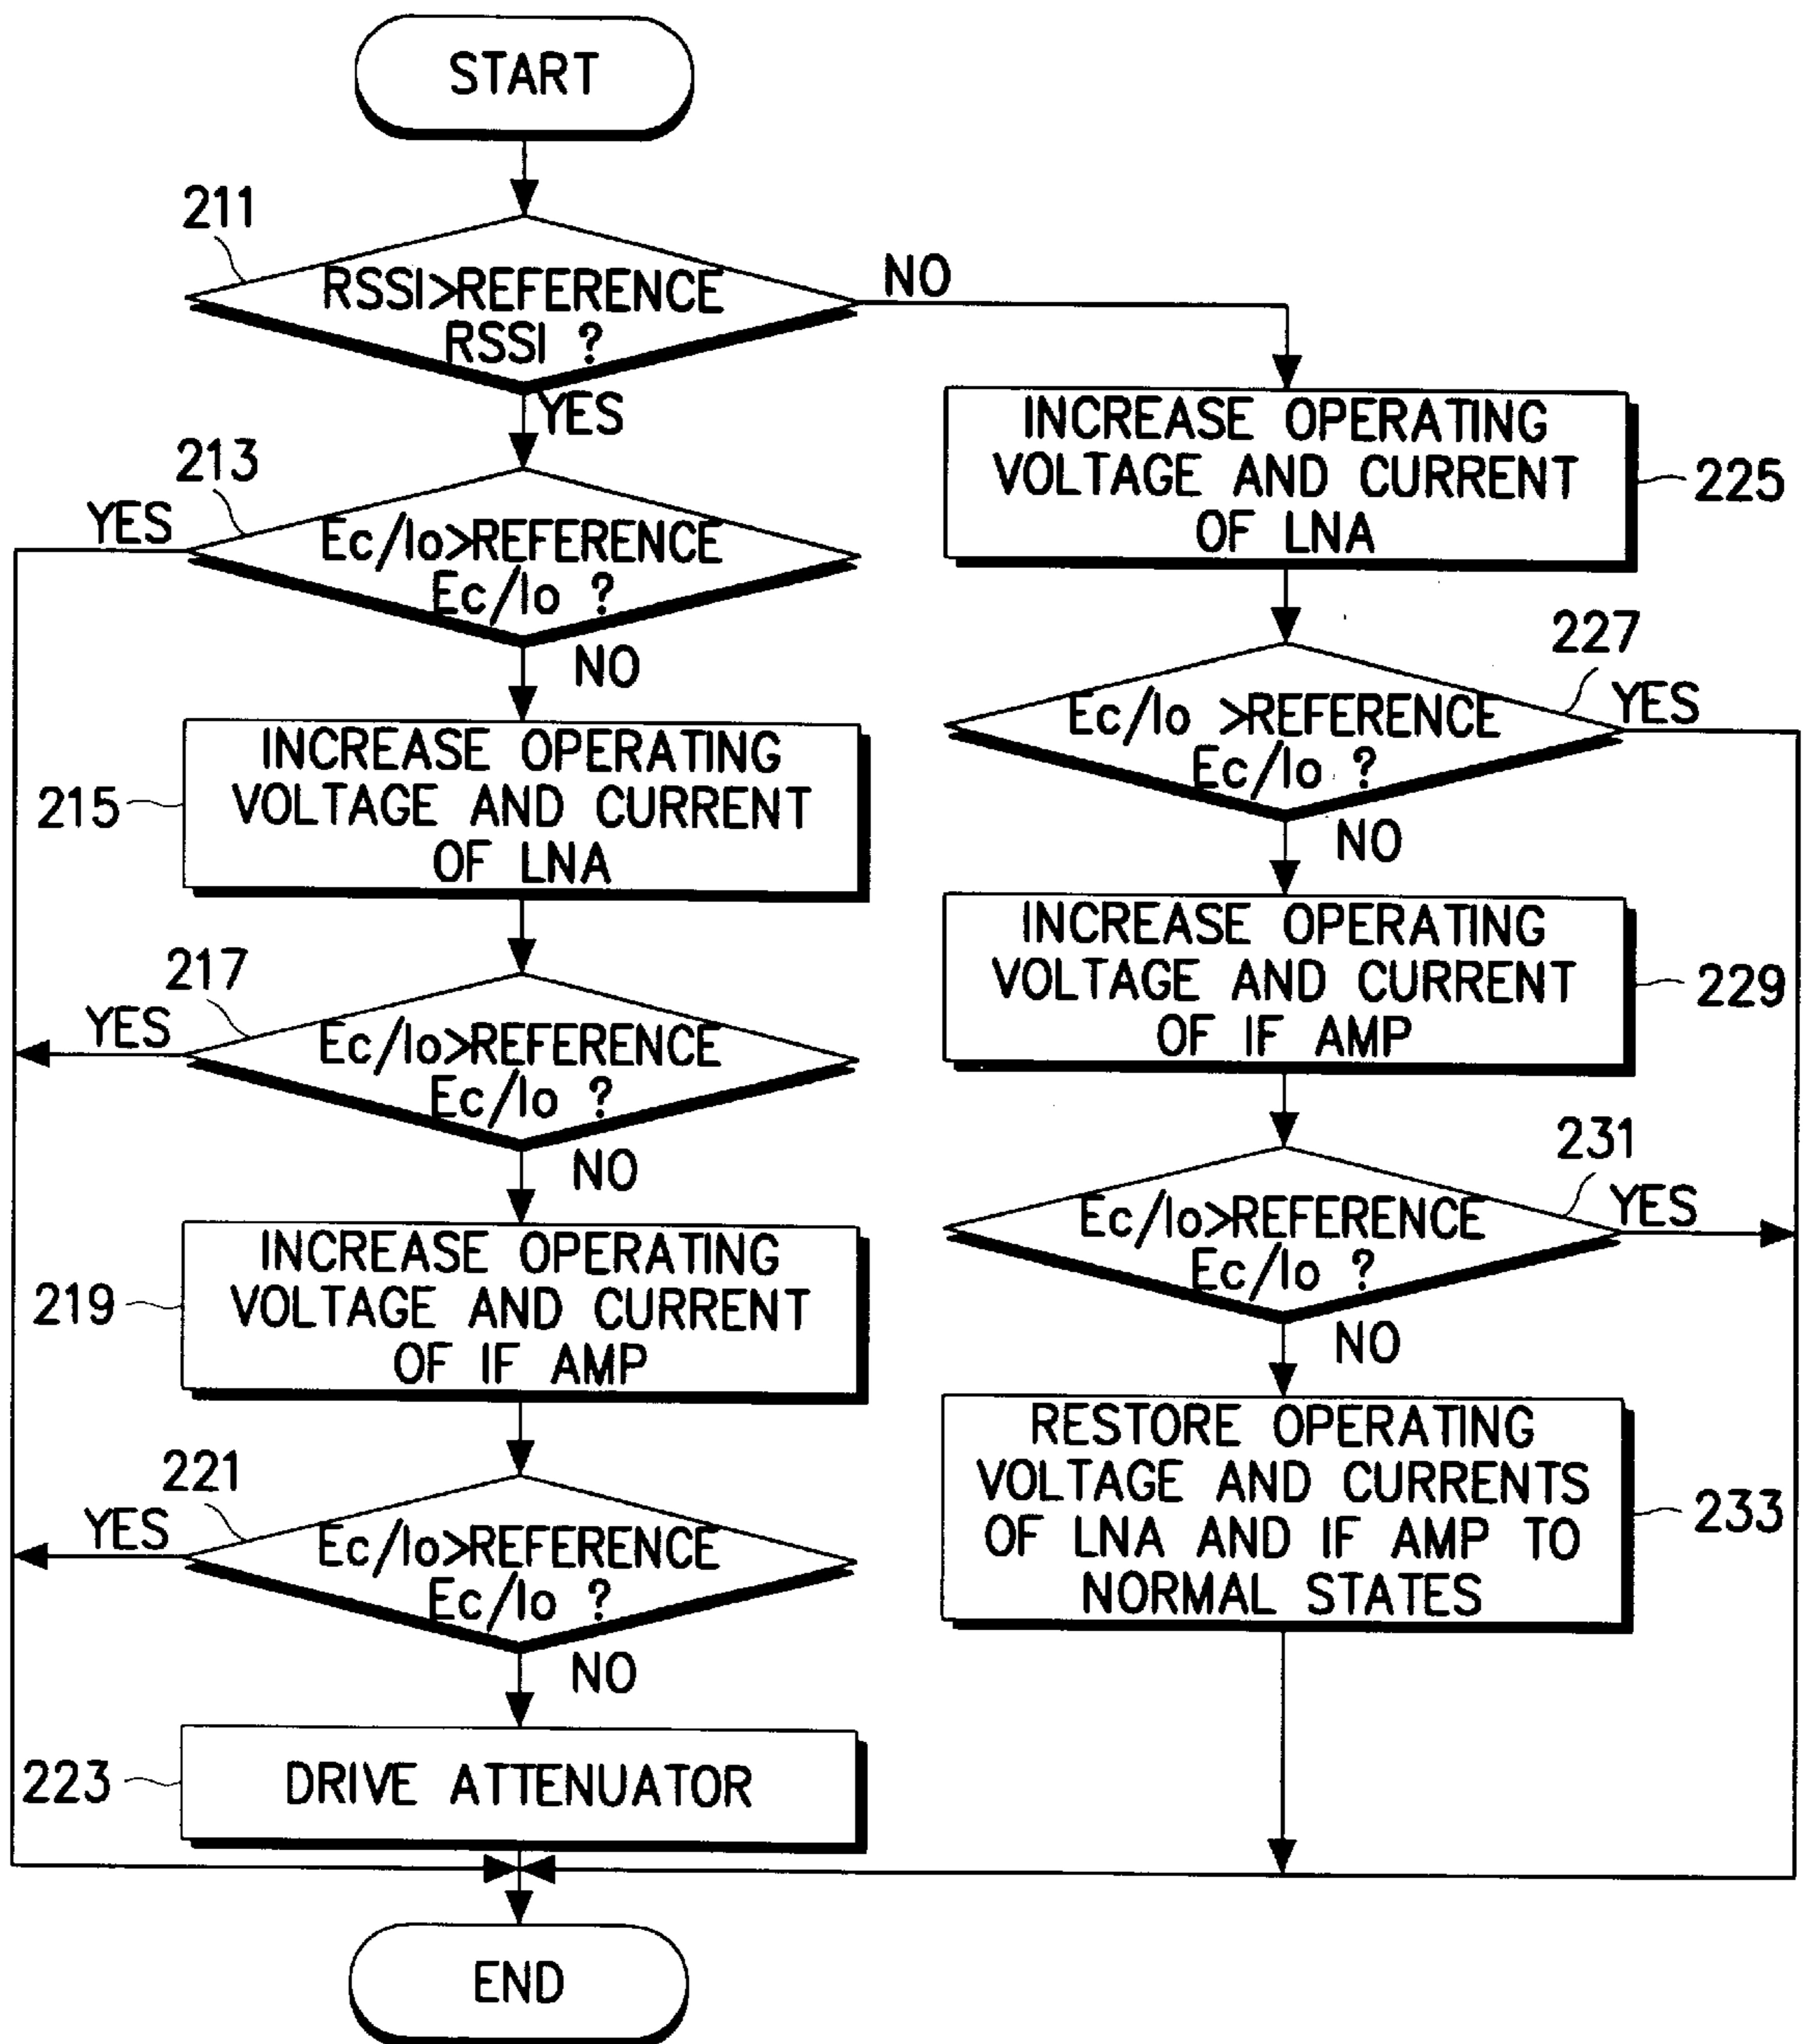 START
211
RSSI>REFERENCE
RSSI ?
NO
YES
213
YES
Ec/Io>REFERENCE
Ec/Io ?
NO
215
INCREASE OPERATING
VOLTAGE AND CURRENT
OF LNA
217
YES
Ec/Io>REFERENCE
Ec/Io ?
NO
219
INCREASE OPERATING
VOLTAGE AND CURRENT
OF IF AMP
221
YES
Ec/Io>REFERENCE
Ec/Io ?
NO
223
DRIVE ATTENUATOR
INCREASE OPERATING
VOLTAGE AND CURRENT
OF LNA
225
227
Ec/Io >REFERENCE
Ec/Io ?
YES
NO
INCREASE OPERATING
VOLTAGE AND CURRENT
OF IF AMP
229
231
Ec/Io>REFERENCE
Ec/Io ?
YES
NO
RESTORE OPERATING
VOLTAGE AND CURRENTS
OF LNA AND IF AMP TO
NORMAL STATES
233
END